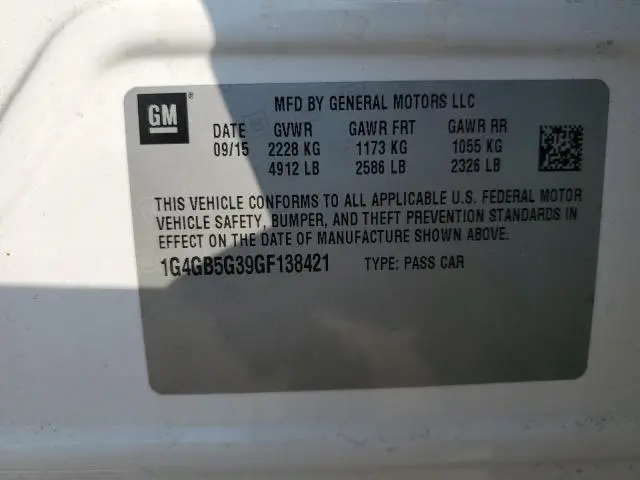 GM ®
MFD BY GENERAL MOTORS LLC
DATE GVWR GAWR FRT GAWR RR
09/15 2228 KG 1173 KG 1055 KG
4912 LB 2586 LB 2326 LB
THIS VEHICLE CONFORMS TO ALL APPLICABLE U.S. FEDERAL MOTOR
VEHICLE SAFETY, BUMPER, AND THEFT PREVENTION STANDARDS IN
EFFECT ON THE DATE OF MANUFACTURE SHOWN ABOVE.
1G4GB5G39GF138421 TYPE: PASS CAR